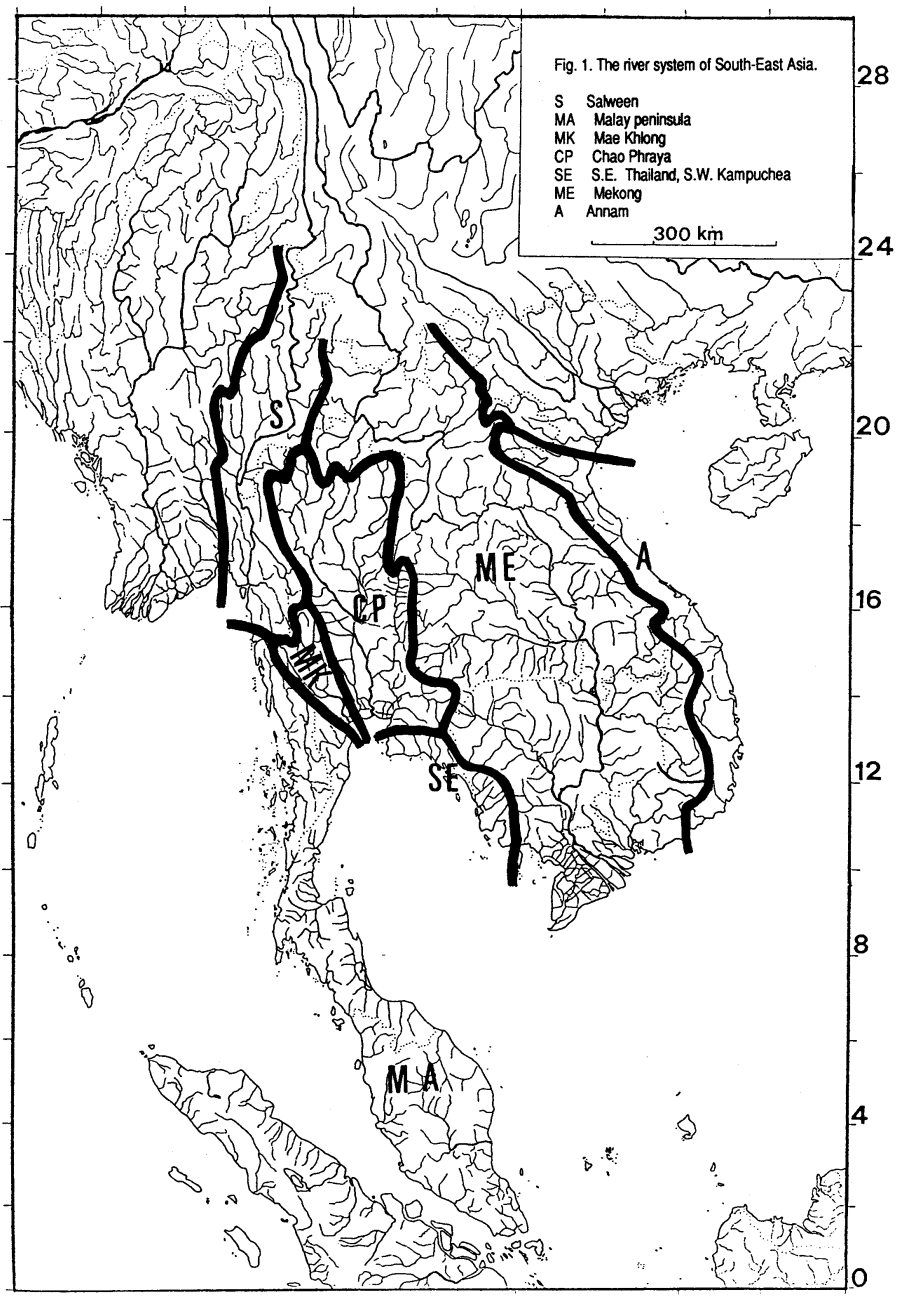 Fig. 1. The river system of South-East Asia.
S Salween
MA Malay peninsula
MK Mae Khlong
CP Chao Phraya
SE S.E. Thailand, S.W. Kampuchea
ME Mekong
A Annam
300 km
28
24
20
S
ME
A
16
CP
MK
12
SE
8
MA
4
0